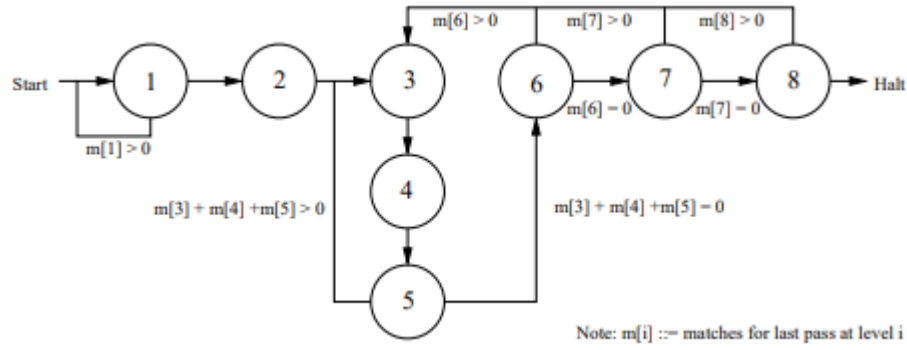 m[6] > 0
m[7] > 0
m[8] > 0
Start
1
2
3
6
7
8
Halt
m[6] = 0
m[7] = 0
m[1] > 0
4
m[3] + m[4] +m[5] > 0
m[3] + m[4] +m[5] = 0
5
Note: m[i] ::= matches for last pass at level i